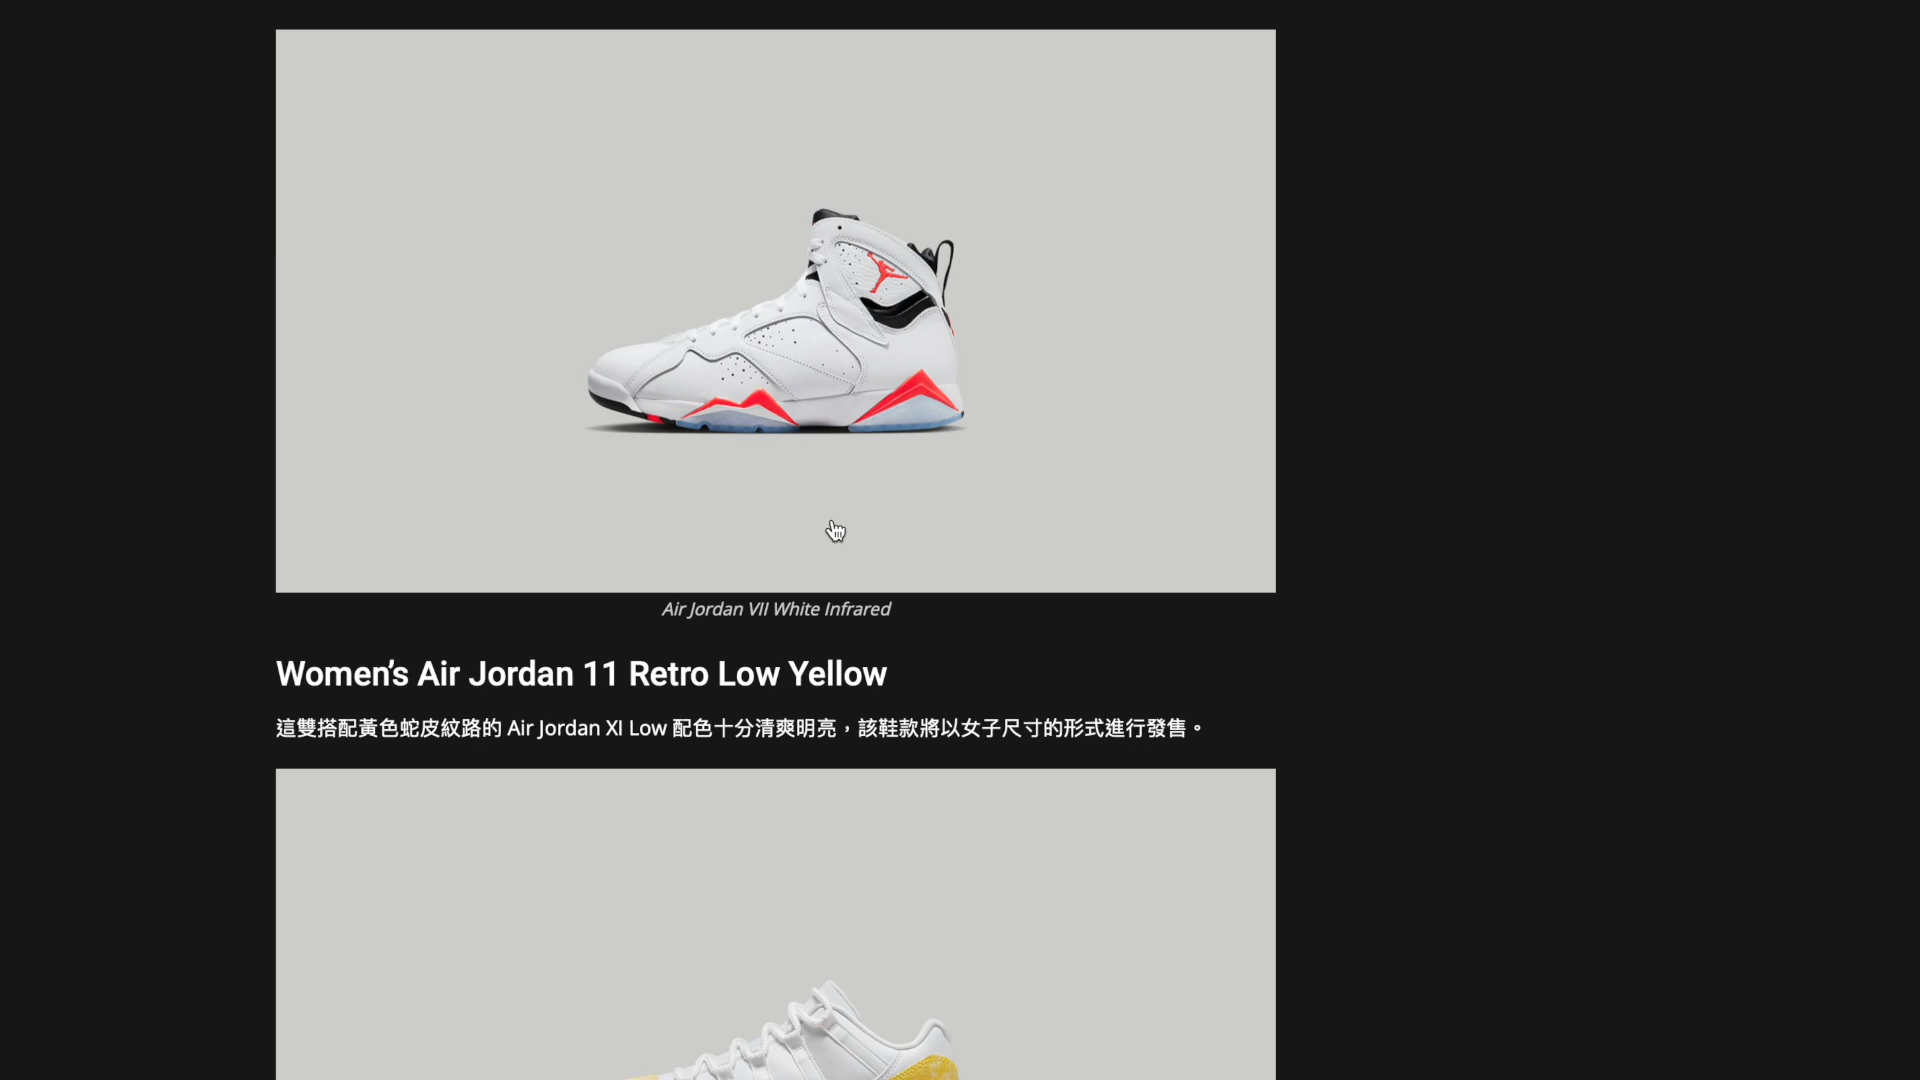 Air Jordan VII White Infrared
Women’s Air Jordan 11 Retro Low Yellow
這雙搭配黃色蛇皮紋路的 Air Jordan XI Low 配色十分清爽明亮，該鞋款將以女子尺寸的形式進行發售。